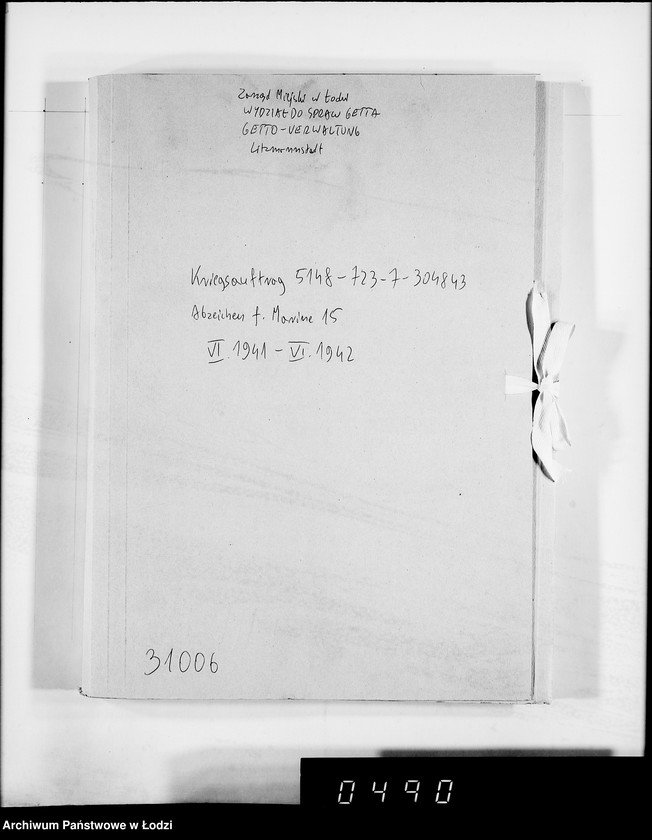 Zarząd Miejski w Łodzi
WYDZIAŁ DO SPRAW GETTA
GETTO-VERWALTUNG
Litzmannstadt
Kriegsauftrag 5148-723-7-304843
Abzeichen f. Marine 15
VI.1941 - VI.1942
31006
0490
Archiwum Państwowe w Łodzi